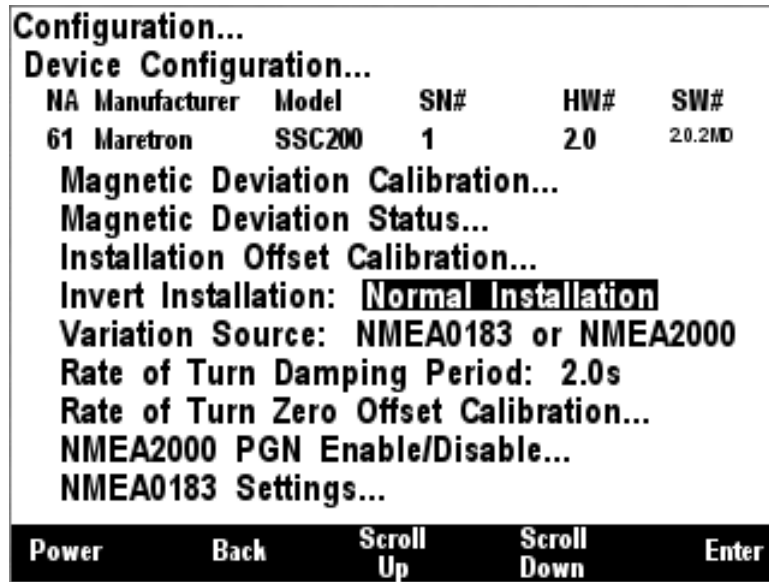 Configuration...
Device Configuration...
NA Manufacturer Model SN# HW# SW#
61 Maretron SSC200 1 2.0 2.0.2MD
Magnetic Deviation Calibration...
Magnetic Deviation Status...
Installation Offset Calibration...
Invert Installation: Normal Installation
Variation Source: NMEA0183 or NMEA2000
Rate of Turn Damping Period: 2.0s
Rate of Turn Zero Offset Calibration...
NMEA2000 PGN Enable/Disable...
NMEA0183 Settings...
Power Back Scroll Up Scroll Down Enter